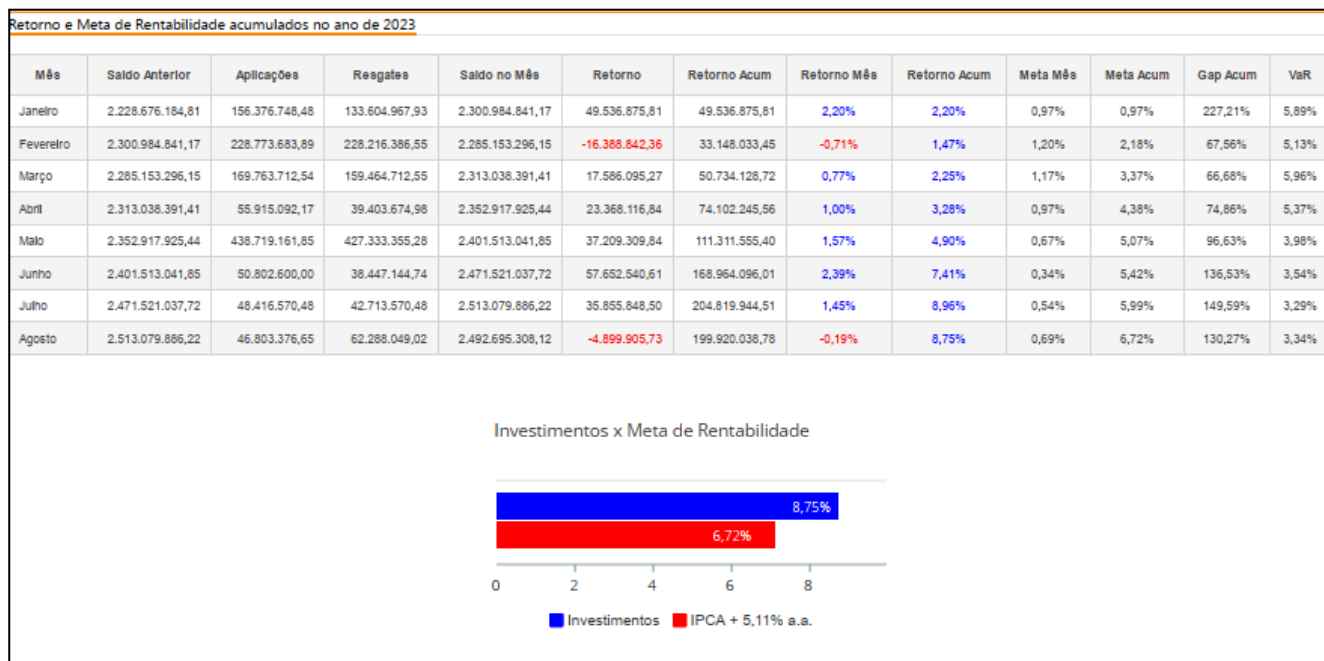 Retorno e Meta de Rentabilidade acumulados no ano de 2023
Mês Saldo Anterior Aplicações Resgates Saldo no Mês Retorno Retorno Acum Retorno Mês Retorno Acum Meta Mês Meta Acum Gap Acum VaR
Janeiro 2.228.676.184,81 156.376.748,48 133.604.967,93 2.300.984.841,17 49.536.875,81 49.536.875,81 2,20% 2,20% 0,97% 0,97% 227,21% 5,89%
Fevereiro 2.300.984.841,17 228.773.683,89 228.216.386,55 2.285.153.296,15 -16.388.842,36 33.148.033,45 -0,71% 1,47% 1,20% 2,18% 67,56% 5,13%
Março 2.285.153.296,15 169.763.712,54 159.464.712,55 2.313.038.391,41 17.586.095,27 50.734.128,72 0,77% 2,25% 1,17% 3,37% 66,68% 5,96%
Abril 2.313.038.391,41 55.915.092,17 39.403.674,98 2.352.917.925,44 23.368.116,84 74.102.245,56 1,00% 3,28% 0,97% 4,38% 74,86% 5,37%
Maio 2.352.917.925,44 438.719.161,85 427.333.355,28 2.401.513.041,85 37.209.309,84 111.311.555,40 1,57% 4,90% 0,67% 5,07% 96,63% 3,98%
Junho 2.401.513.041,85 50.802.600,00 38.447.144,74 2.471.521.037,72 57.652.540,61 168.964.096,01 2,39% 7,41% 0,34% 5,42% 136,53% 3,54%
Julho 2.471.521.037,72 48.416.570,48 42.713.570,48 2.513.079.886,22 35.855.848,50 204.819.944,51 1,45% 8,96% 0,54% 5,99% 149,59% 3,29%
Agosto 2.513.079.886,22 46.803.376,65 62.288.049,02 2.492.695.308,12 -4.899.905,73 199.920.038,78 -0,19% 8,75% 0,69% 6,72% 130,27% 3,34%
Investimentos x Meta de Rentabilidade
8,75%
6,72%
0 2 4 6 8
Investimentos IPCA + 5,11% a.a.